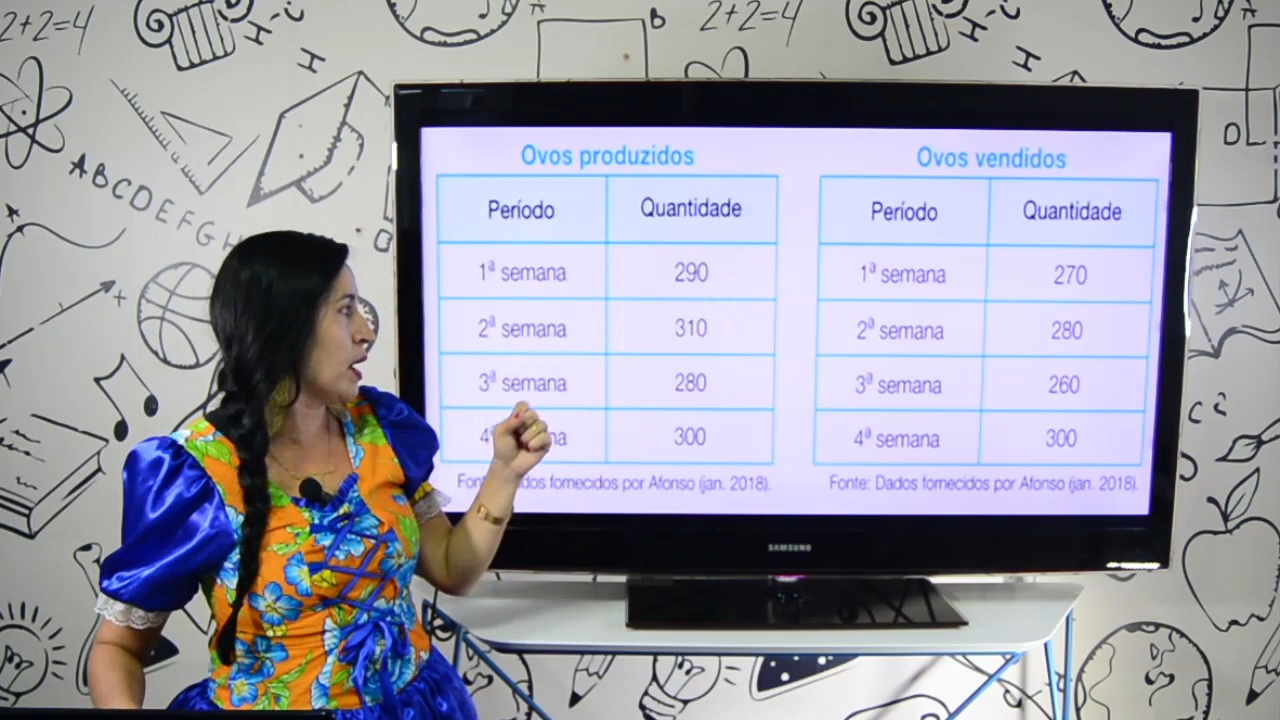 2+2=4
B
2+2=4
ABCDEFGH
B
D
Ovos produzidos
Período Quantidade
1ª semana 290
2ª semana 310
3ª semana 280
300
dos fornecidos por Afonso (jan. 2018).
Ovos vendidos
Período Quantidade
1ª semana 270
2ª semana 280
3ª semana 260
4ª semana 300
Fonte: Dados fornecidos por Afonso (jan. 2018).
SAMSUNG